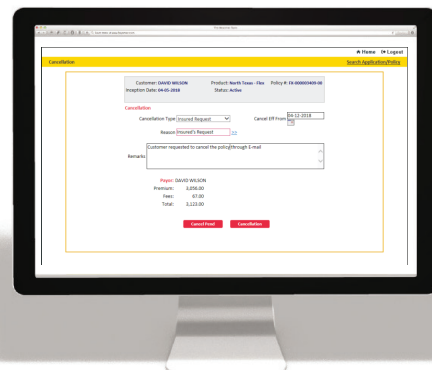 Home Logout
Cancellation Search Application/Policy
Customer: DAVID WILSON Product: North Texas - Flex Policy #: FX-000003409-00
Inception Date: 04-05-2018 Status: Active
Cancellation
Cancellation Type Insured Request Cancel Eff From 04-12-2018
Reason Insured's Request >>
Customer requested to cancel the policy through E-mail
Remarks
Payor DAVID WILSON
Premium: 3,056.00
Fees: 67.00
Total: 3,123.00
Cancel Pend Cancellation